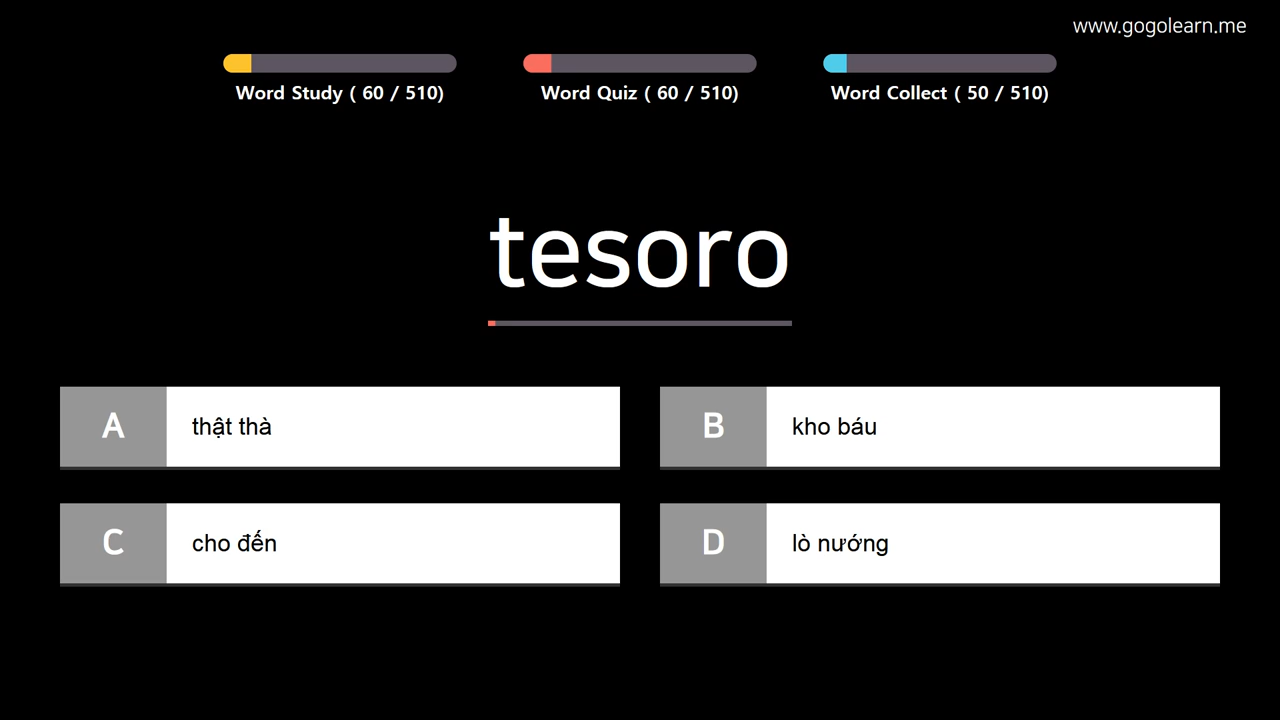 www.gogolearn.me
Word Study ( 60 / 510)
Word Quiz ( 60 / 510)
Word Collect ( 50 / 510)
tesoro
A thật thà
B kho báu
C cho đến
D lò nướng